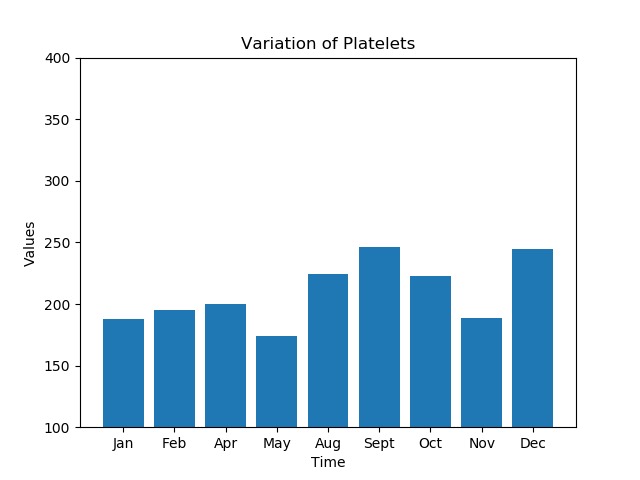 Variation of Platelets
400
350
300
250
200
150
100
Values
Jan Feb Apr May Aug Sept Oct Nov Dec
Time